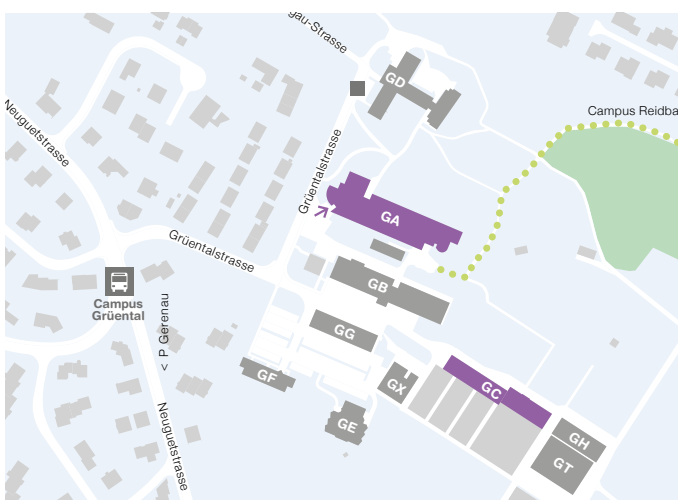 gau-Strasse
GD
Campus Reidba
Neuguetstrasse
Grüentalstrasse
GA
Grüentalstrasse
GB
Campus
Grüental
< P Gerenau
GG
GF
GX
GC
GE
GH
GT
Neuguetstrasse